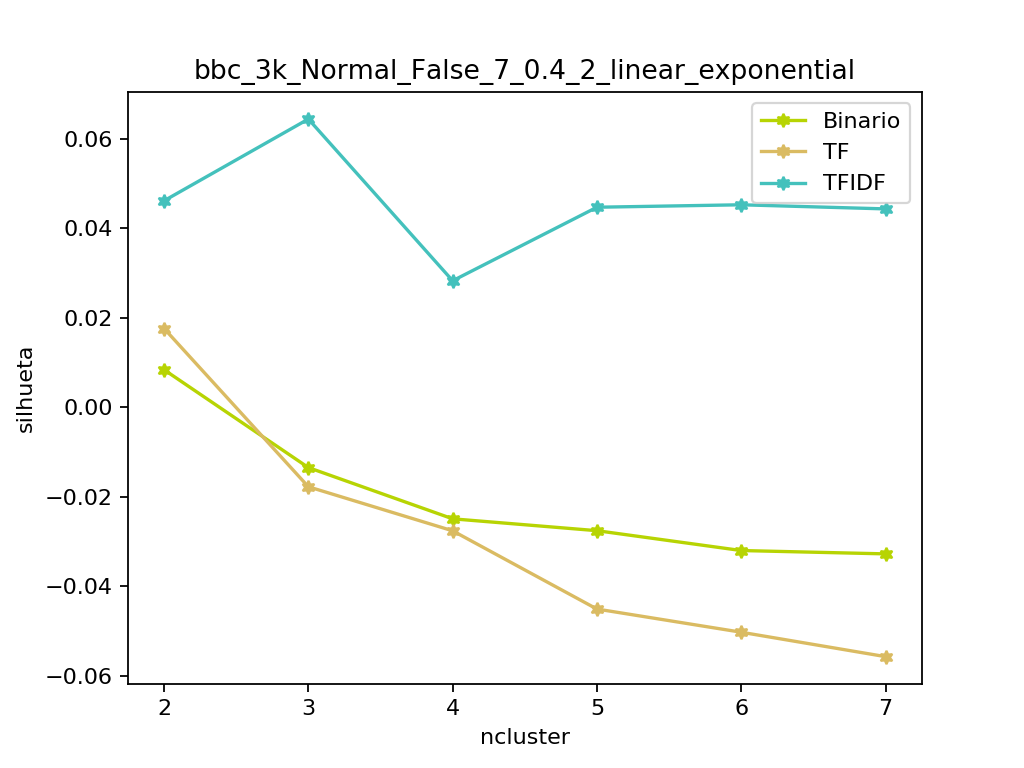 bbc_3k_Normal_False_7_0.4_2_linear_exponential
Binario
TF
TFIDF
0.06
0.04
0.02
0.00
−0.02
−0.04
−0.06
silhueta
2 3 4 5 6 7
ncluster